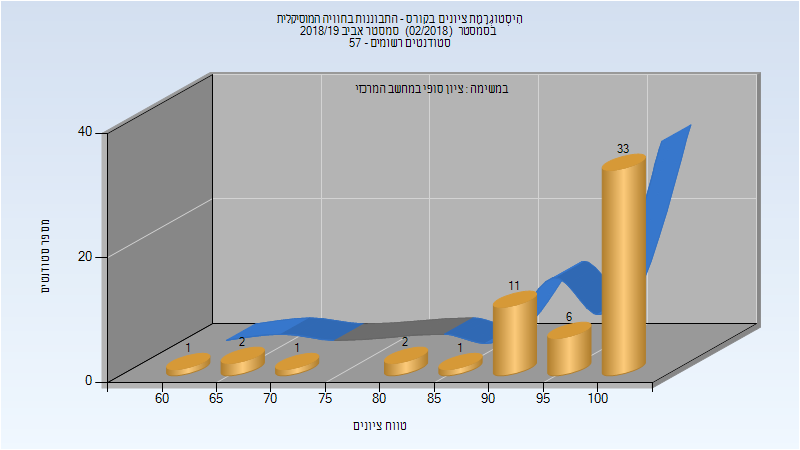 הִיסְטוֹגְרָמַת ציונים בקורס - התבוננות בחוויה המוסיקלית
בסמסטר (02/2018) סמסטר אביב 2018/19
סטודנטים רשומים - 57
במשימה : ציון סופי במחשב המרכזי
מספר סטודנטים
40
20
0
1 2 1 2 1 11 6 33
60 65 70 75 80 85 90 95 100
טווח ציונים